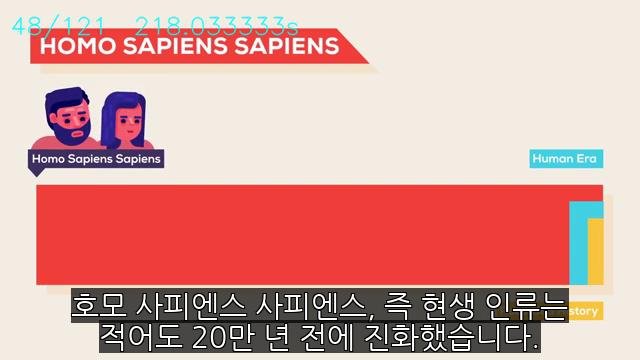 48/121 218.033333s
HOMO SAPIENS SAPIENS
Homo Sapiens Sapiens
Human Era
호모 사피엔스 사피엔스, 즉 현생 인류는
적어도 20만 년 전에 진화했습니다.